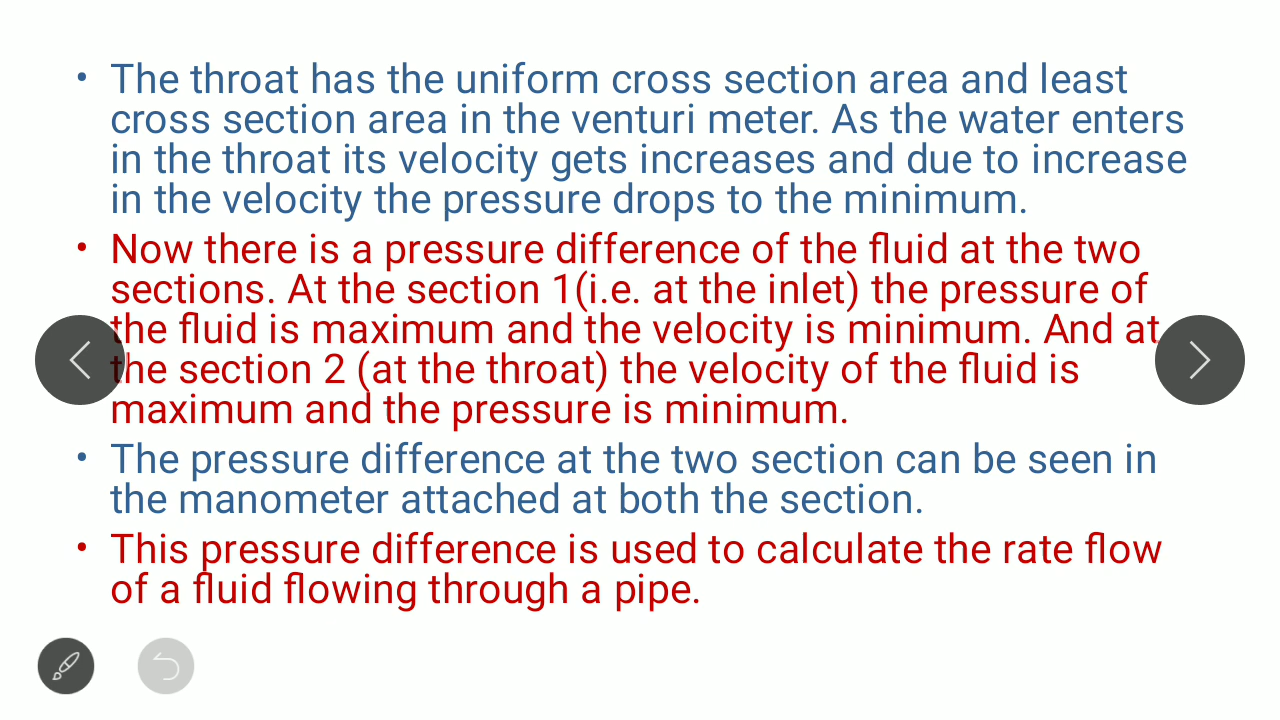 • The throat has the uniform cross section area and least
cross section area in the venturi meter. As the water enters
in the throat its velocity gets increases and due to increase
in the velocity the pressure drops to the minimum.
• Now there is a pressure difference of the fluid at the two
sections. At the section 1(i.e. at the inlet) the pressure of
the fluid is maximum and the velocity is minimum. And at
the section 2 (at the throat) the velocity of the fluid is
maximum and the pressure is minimum.
• The pressure difference at the two section can be seen in
the manometer attached at both the section.
• This pressure difference is used to calculate the rate flow
of a fluid flowing through a pipe.